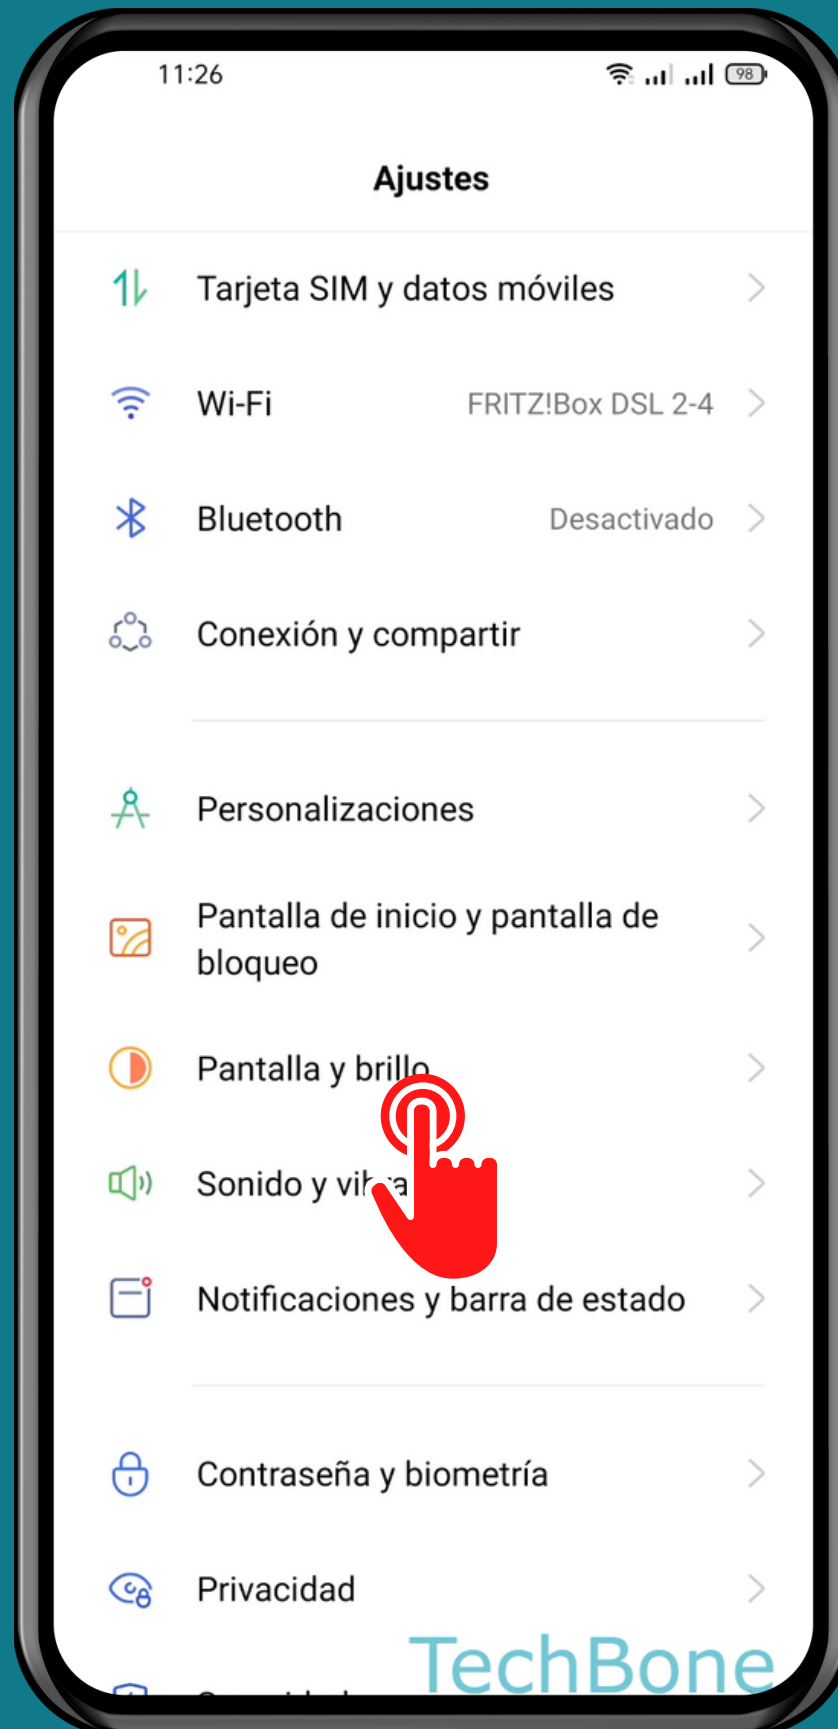 11:26
98
Ajustes
Tarjeta SIM y datos móviles
Wi-Fi
FRITZ!Box DSL 2-4
Bluetooth
Desactivado
Conexión y compartir
Personalizaciones
Pantalla de inicio y pantalla de
bloqueo
Pantalla y brillo
Sonido y
Notificaciones y barra de estado
Contraseña y biometría
Privacidad
TechBone